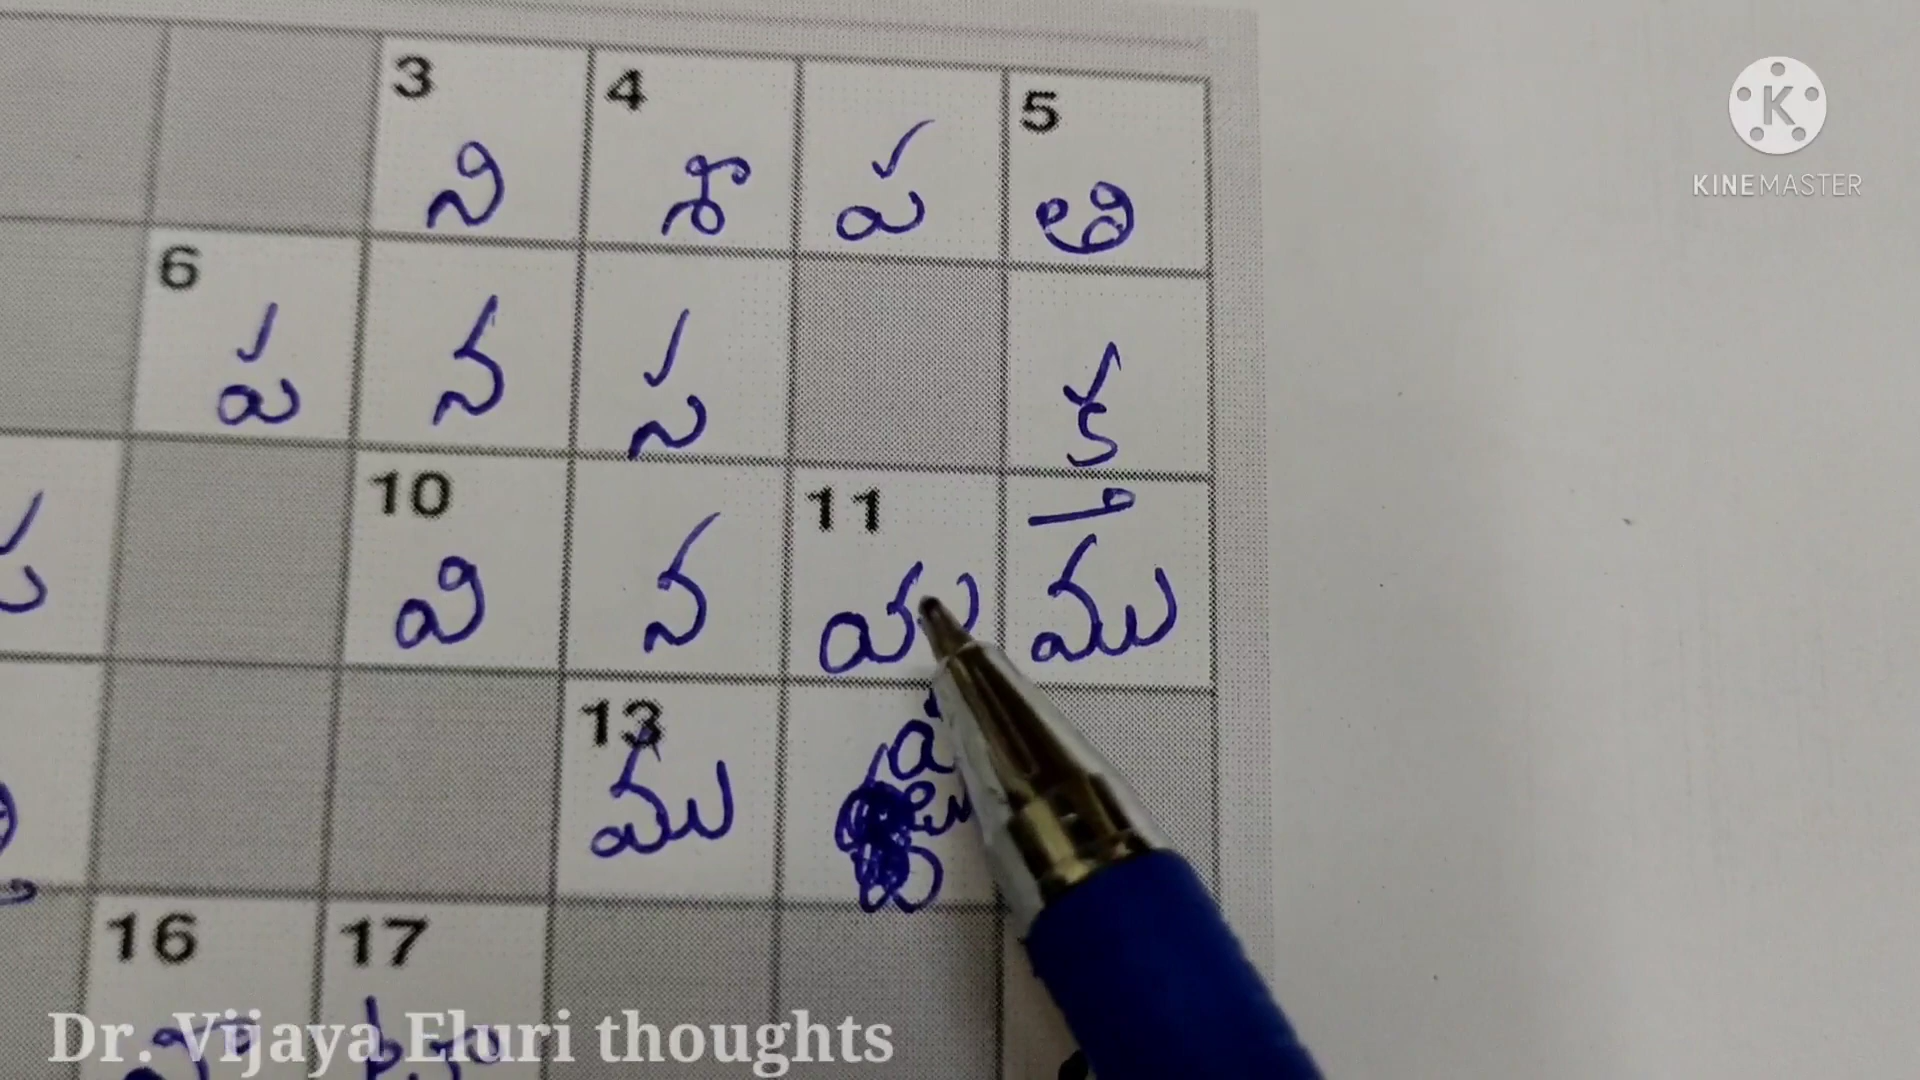 3 4 5
ని శా ప తి
6
ప న స క
10 11
వి న యు ము
13
ము
16 17
KINEMASTER
Dr. Vijaya Eluri thoughts